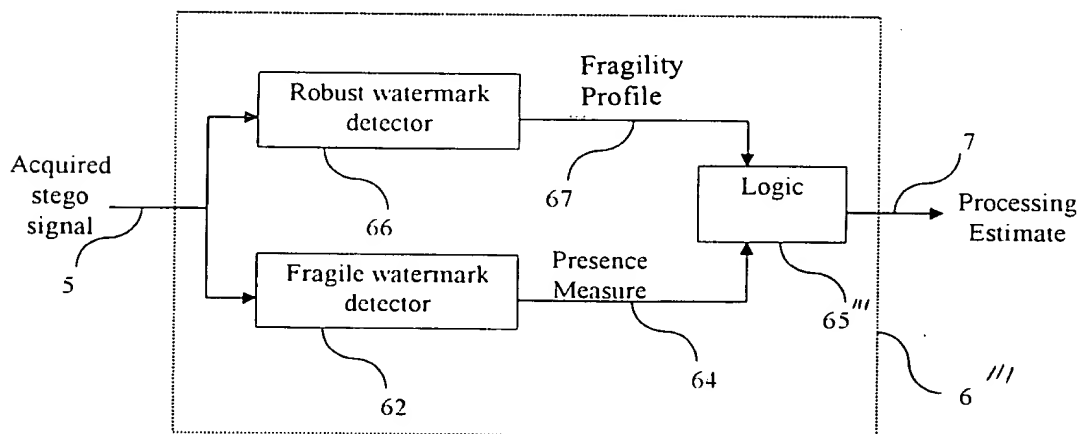 Fragility
Profile
Robust watermark
detector
67
66
Acquired
stego
signal
5
Logic
7
Processing
Estimate
Fragile watermark
detector
62
Presence
Measure
64
65'''
6'''